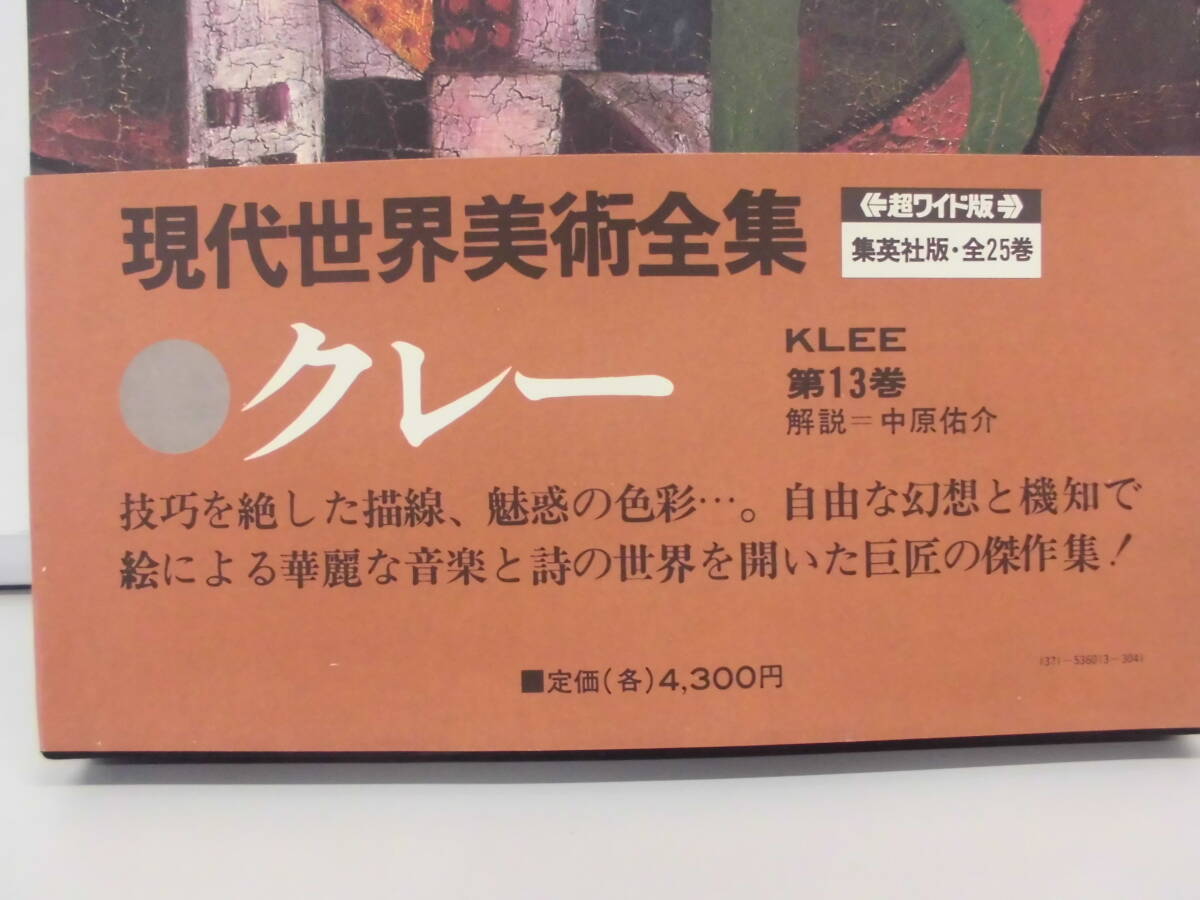 現代世界美術全集
超ワイド版
集英社版・全25巻
クレー
KLEE
第13巻
解説＝中原佑介
技巧を絶した描線、魅惑の色彩…。自由な幻想と機知で
絵による華麗な音楽と詩の世界を開いた巨匠の傑作集！
■定価(各)4,300円
1371-536013-3041